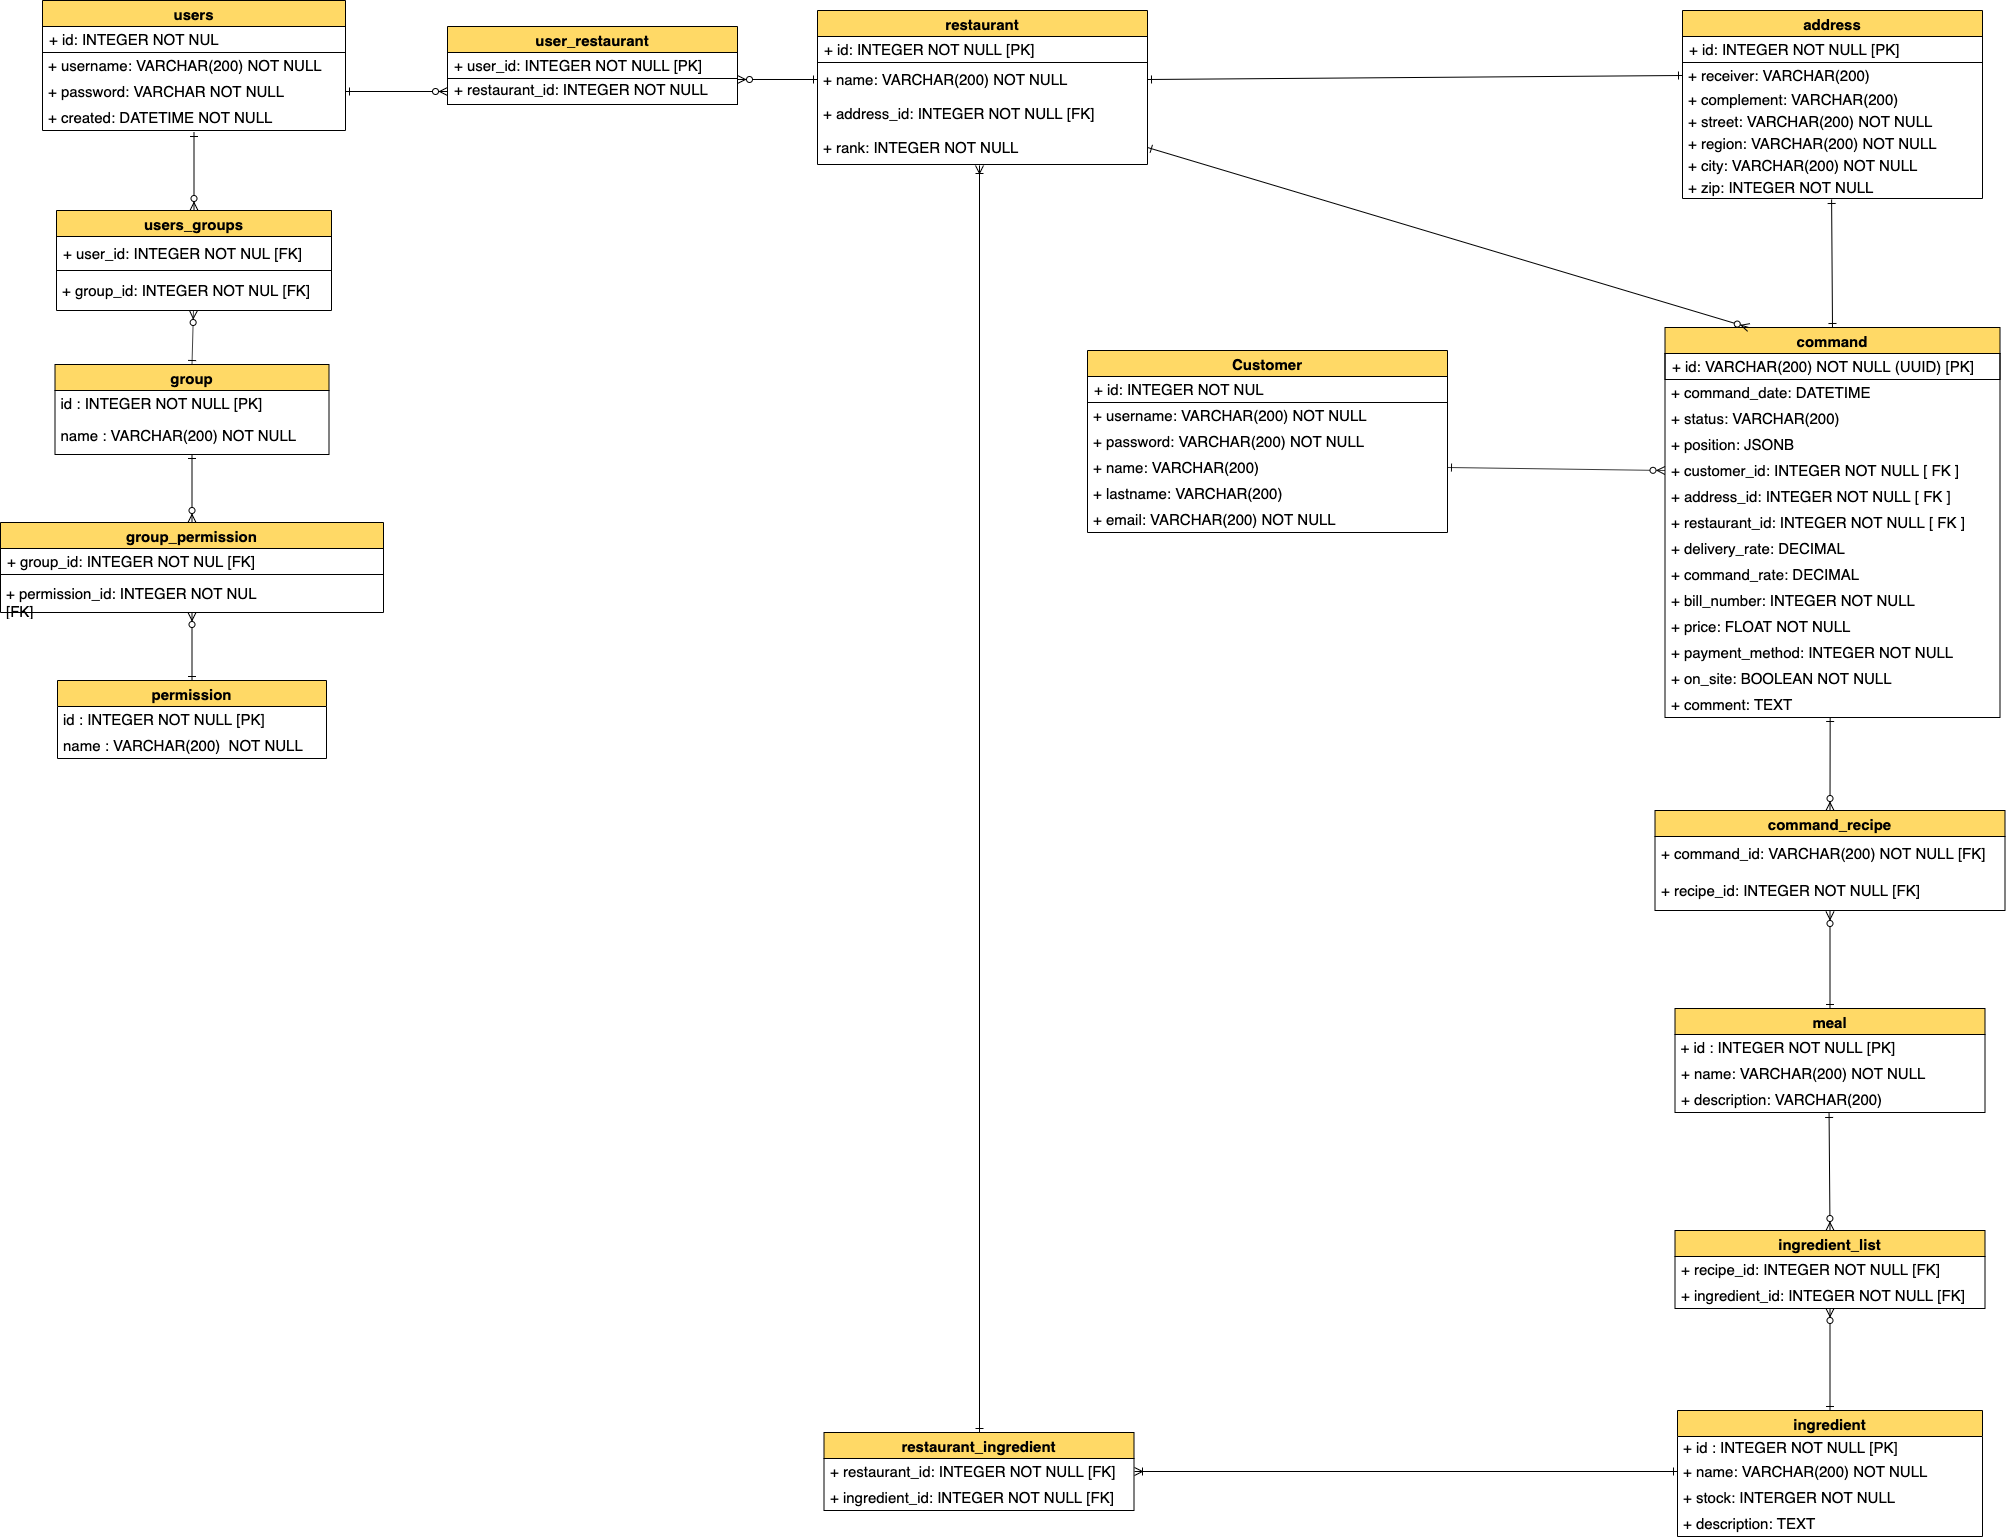 users
+ id: INTEGER NOT NUL
+ username: VARCHAR(200) NOT NULL
+ password: VARCHAR NOT NULL
+ created: DATETIME NOT NULL
user_restaurant
+ user_id: INTEGER NOT NULL [PK]
+ restaurant_id: INTEGER NOT NULL
restaurant
+ id: INTEGER NOT NULL [PK]
+ name: VARCHAR(200) NOT NULL
+ address_id: INTEGER NOT NULL [FK]
+ rank: INTEGER NOT NULL
address
+ id: INTEGER NOT NULL [PK]
+ receiver: VARCHAR(200)
+ complement: VARCHAR(200)
+ street: VARCHAR(200) NOT NULL
+ region: VARCHAR(200) NOT NULL
+ city: VARCHAR(200) NOT NULL
+ zip: INTEGER NOT NULL
users_groups
+ user_id: INTEGER NOT NUL [FK]
+ group_id: INTEGER NOT NUL [FK]
group
id : INTEGER NOT NULL [PK]
name : VARCHAR(200) NOT NULL
group_permission
+ group_id: INTEGER NOT NUL [FK]
+ permission_id: INTEGER NOT NUL
[FK]
permission
id : INTEGER NOT NULL [PK]
name : VARCHAR(200)  NOT NULL
Customer
+ id: INTEGER NOT NUL
+ username: VARCHAR(200) NOT NULL
+ password: VARCHAR(200) NOT NULL
+ name: VARCHAR(200)
+ lastname: VARCHAR(200)
+ email: VARCHAR(200) NOT NULL
command
+ id: VARCHAR(200) NOT NULL (UUID) [PK]
+ command_date: DATETIME
+ status: VARCHAR(200)
+ position: JSONB
+ customer_id: INTEGER NOT NULL [ FK ]
+ address_id: INTEGER NOT NULL [ FK ]
+ restaurant_id: INTEGER NOT NULL [ FK ]
+ delivery_rate: DECIMAL
+ command_rate: DECIMAL
+ bill_number: INTEGER NOT NULL
+ price: FLOAT NOT NULL
+ payment_method: INTEGER NOT NULL
+ on_site: BOOLEAN NOT NULL
+ comment: TEXT
command_recipe
+ command_id: VARCHAR(200) NOT NULL [FK]
+ recipe_id: INTEGER NOT NULL [FK]
meal
+ id : INTEGER NOT NULL [PK]
+ name: VARCHAR(200) NOT NULL
+ description: VARCHAR(200)
ingredient_list
+ recipe_id: INTEGER NOT NULL [FK]
+ ingredient_id: INTEGER NOT NULL [FK]
restaurant_ingredient
+ restaurant_id: INTEGER NOT NULL [FK]
+ ingredient_id: INTEGER NOT NULL [FK]
ingredient
+ id : INTEGER NOT NULL [PK]
+ name: VARCHAR(200) NOT NULL
+ stock: INTERGER NOT NULL
+ description: TEXT